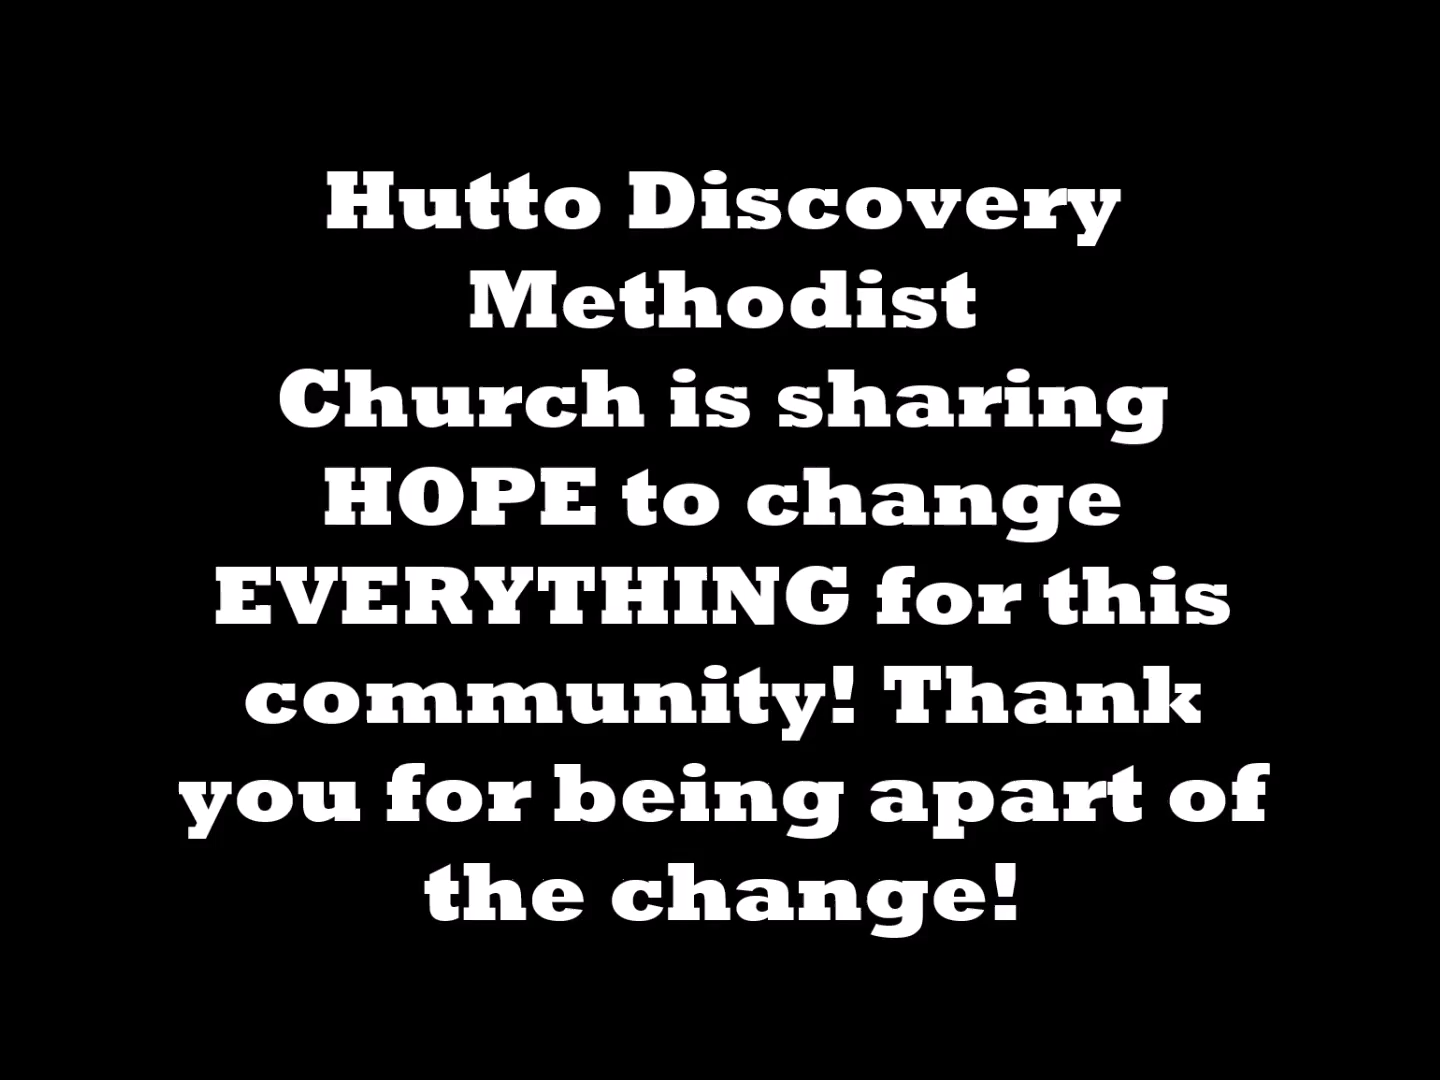 Hutto Discovery
Methodist
Church is sharing
HOPE to change
EVERYTHING for this
community! Thank
you for being apart of
the change!